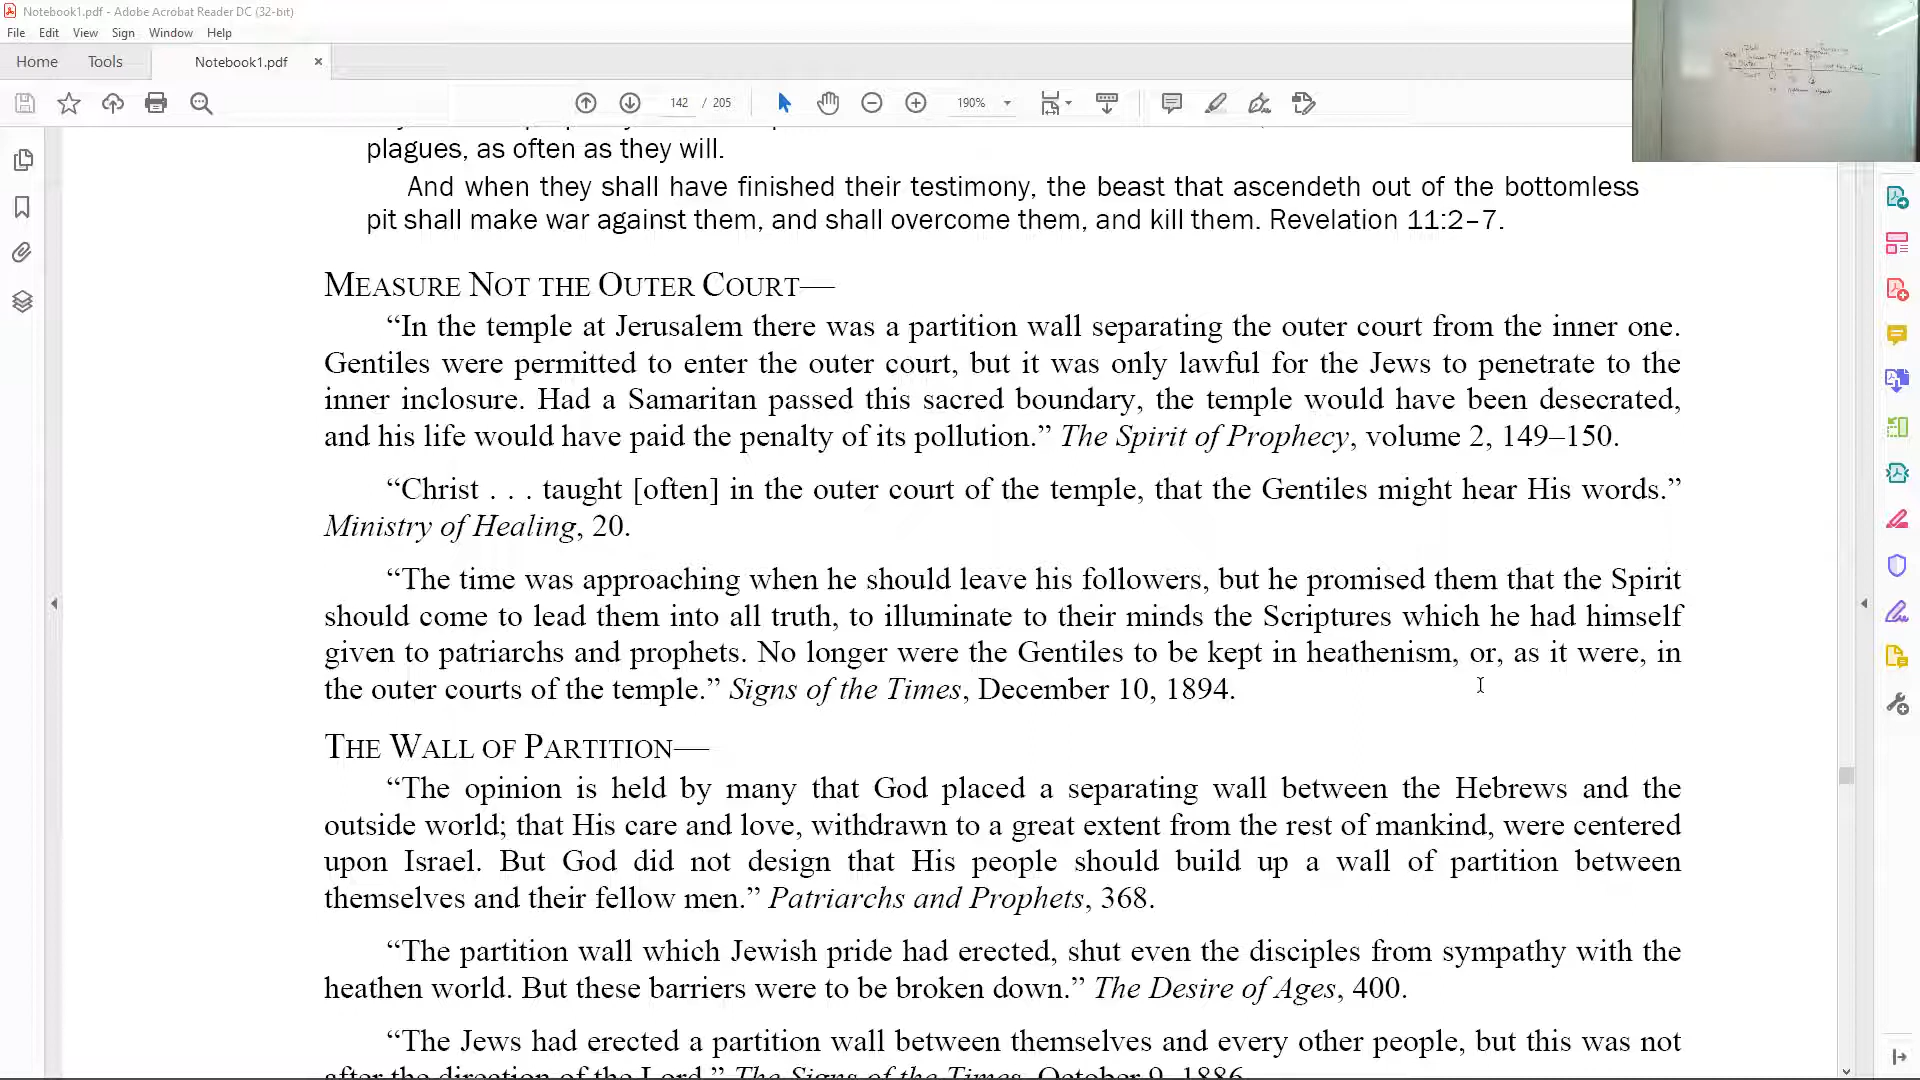 Notebook1.pdf - Adobe Acrobat Reader DC (32-bit)
File Edit View Sign Window Help
Home Tools Notebook1.pdf ×
142 / 205 190%
plagues, as often as they will.
And when they shall have finished their testimony, the beast that ascendeth out of the bottomless
pit shall make war against them, and shall overcome them, and kill them. Revelation 11:2–7.
MEASURE NOT THE OUTER COURT—
“In the temple at Jerusalem there was a partition wall separating the outer court from the inner one.
Gentiles were permitted to enter the outer court, but it was only lawful for the Jews to penetrate to the
inner inclosure. Had a Samaritan passed this sacred boundary, the temple would have been desecrated,
and his life would have paid the penalty of its pollution.” The Spirit of Prophecy, volume 2, 149–150.
“Christ . . . taught [often] in the outer court of the temple, that the Gentiles might hear His words.”
Ministry of Healing, 20.
“The time was approaching when he should leave his followers, but he promised them that the Spirit
should come to lead them into all truth, to illuminate to their minds the Scriptures which he had himself
given to patriarchs and prophets. No longer were the Gentiles to be kept in heathenism, or, as it were, in
the outer courts of the temple.” Signs of the Times, December 10, 1894.
THE WALL OF PARTITION—
“The opinion is held by many that God placed a separating wall between the Hebrews and the
outside world; that His care and love, withdrawn to a great extent from the rest of mankind, were centered
upon Israel. But God did not design that His people should build up a wall of partition between
themselves and their fellow men.” Patriarchs and Prophets, 368.
“The partition wall which Jewish pride had erected, shut even the disciples from sympathy with the
heathen world. But these barriers were to be broken down.” The Desire of Ages, 400.
“The Jews had erected a partition wall between themselves and every other people, but this was not
after the direction of the Lord.” The Signs of the Times, October 9, 1886.